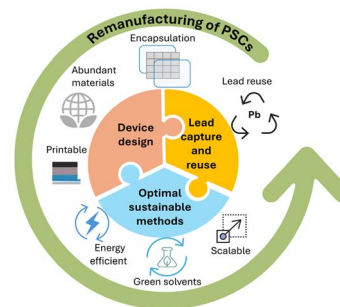 Remanufacturing of PSCs
Encapsulation
Abundant
materials
Lead reuse
Pb
Printable
Device
design
Lead
capture
and
reuse
Optimal
sustainable
methods
Energy
efficient
Green solvents
Scalable